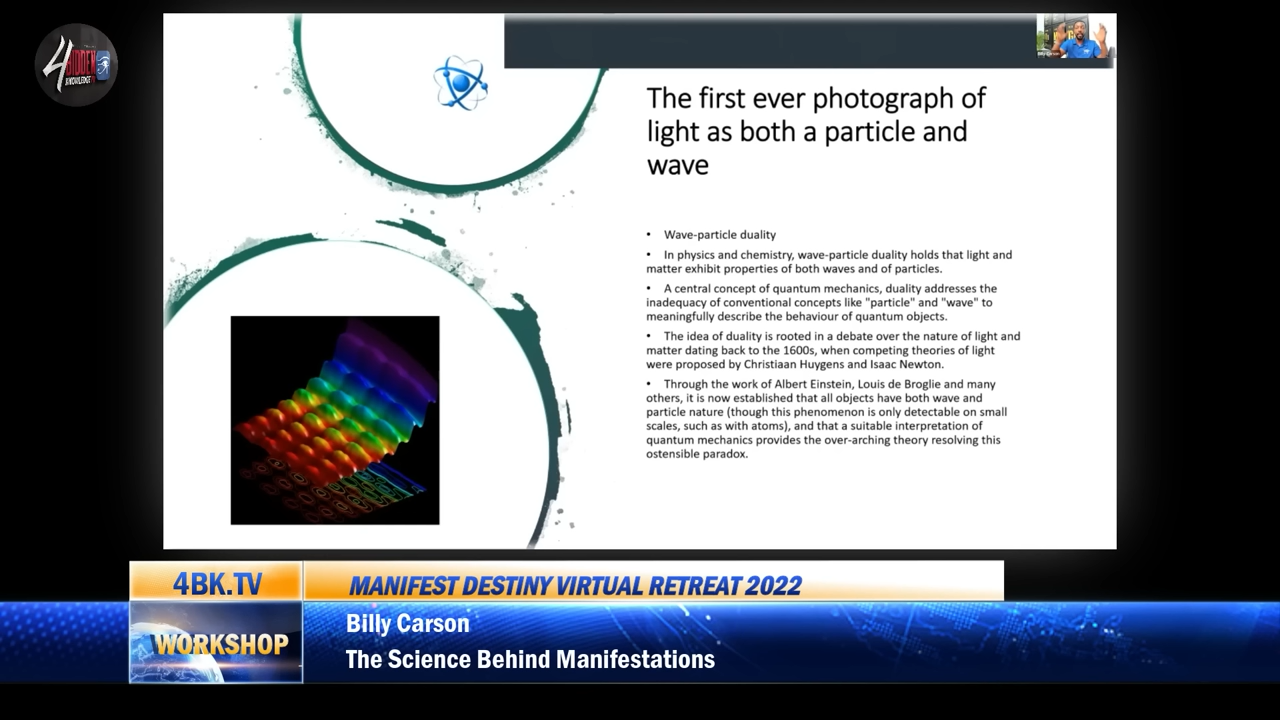 4
BIDDEN
KNOWLEDGE
The first ever photograph of
light as both a particle and
wave
• Wave-particle duality
• In physics and chemistry, wave-particle duality holds that light and
matter exhibit properties of both waves and of particles.
• A central concept of quantum mechanics, duality addresses the
inadequacy of conventional concepts like "particle" and "wave" to
meaningfully describe the behaviour of quantum objects.
• The idea of duality is rooted in a debate over the nature of light and
matter dating back to the 1600s, when competing theories of light
were proposed by Christiaan Huygens and Isaac Newton.
• Through the work of Albert Einstein, Louis de Broglie and many
others, it is now established that all objects have both wave and
particle nature (though this phenomenon is only detectable on small
scales, such as with atoms), and that a suitable interpretation of
quantum mechanics provides the over-arching theory resolving this
ostensible paradox.
4BK.TV
MANIFEST DESTINY VIRTUAL RETREAT 2022
WORKSHOP
Billy Carson
The Science Behind Manifestations